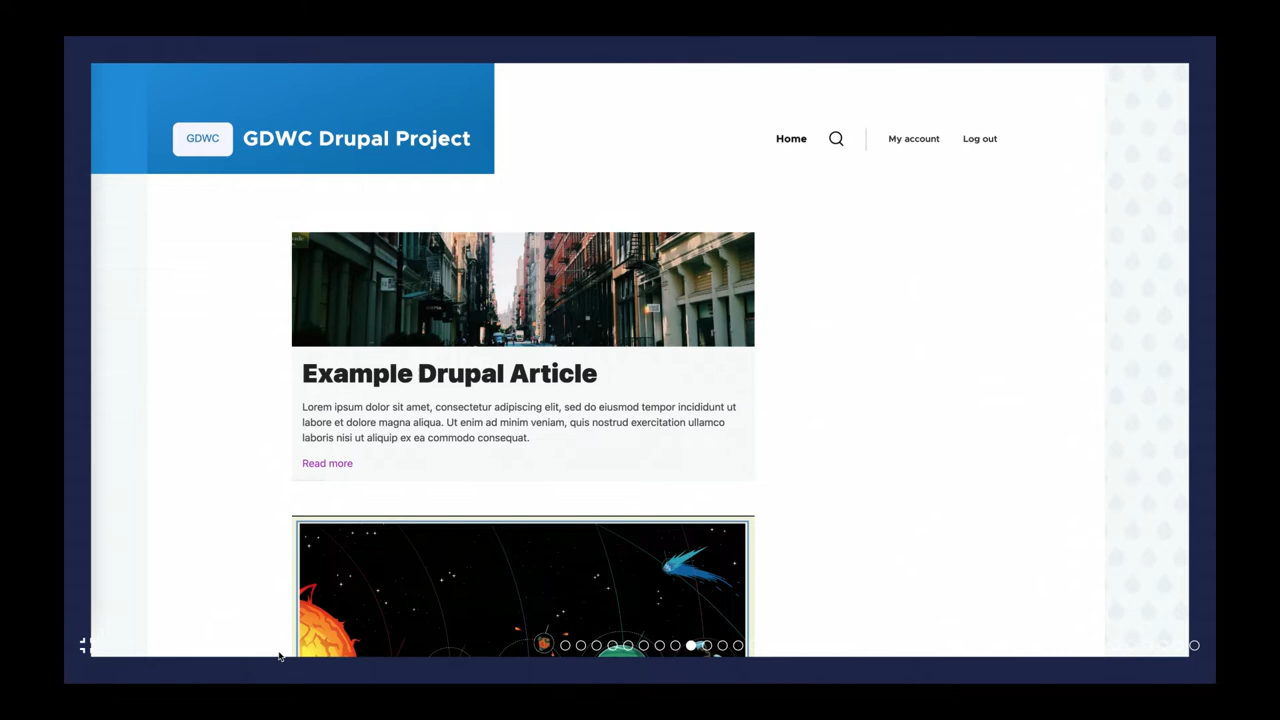 GDWC
GDWC Drupal Project
Home
My account
Log out
Example Drupal Article
Lorem ipsum dolor sit amet, consectetur adipiscing elit, sed do eiusmod tempor incididunt ut
labore et dolore magna aliqua. Ut enim ad minim veniam, quis nostrud exercitation ullamco
laboris nisi ut aliquip ex ea commodo consequat.
Read more